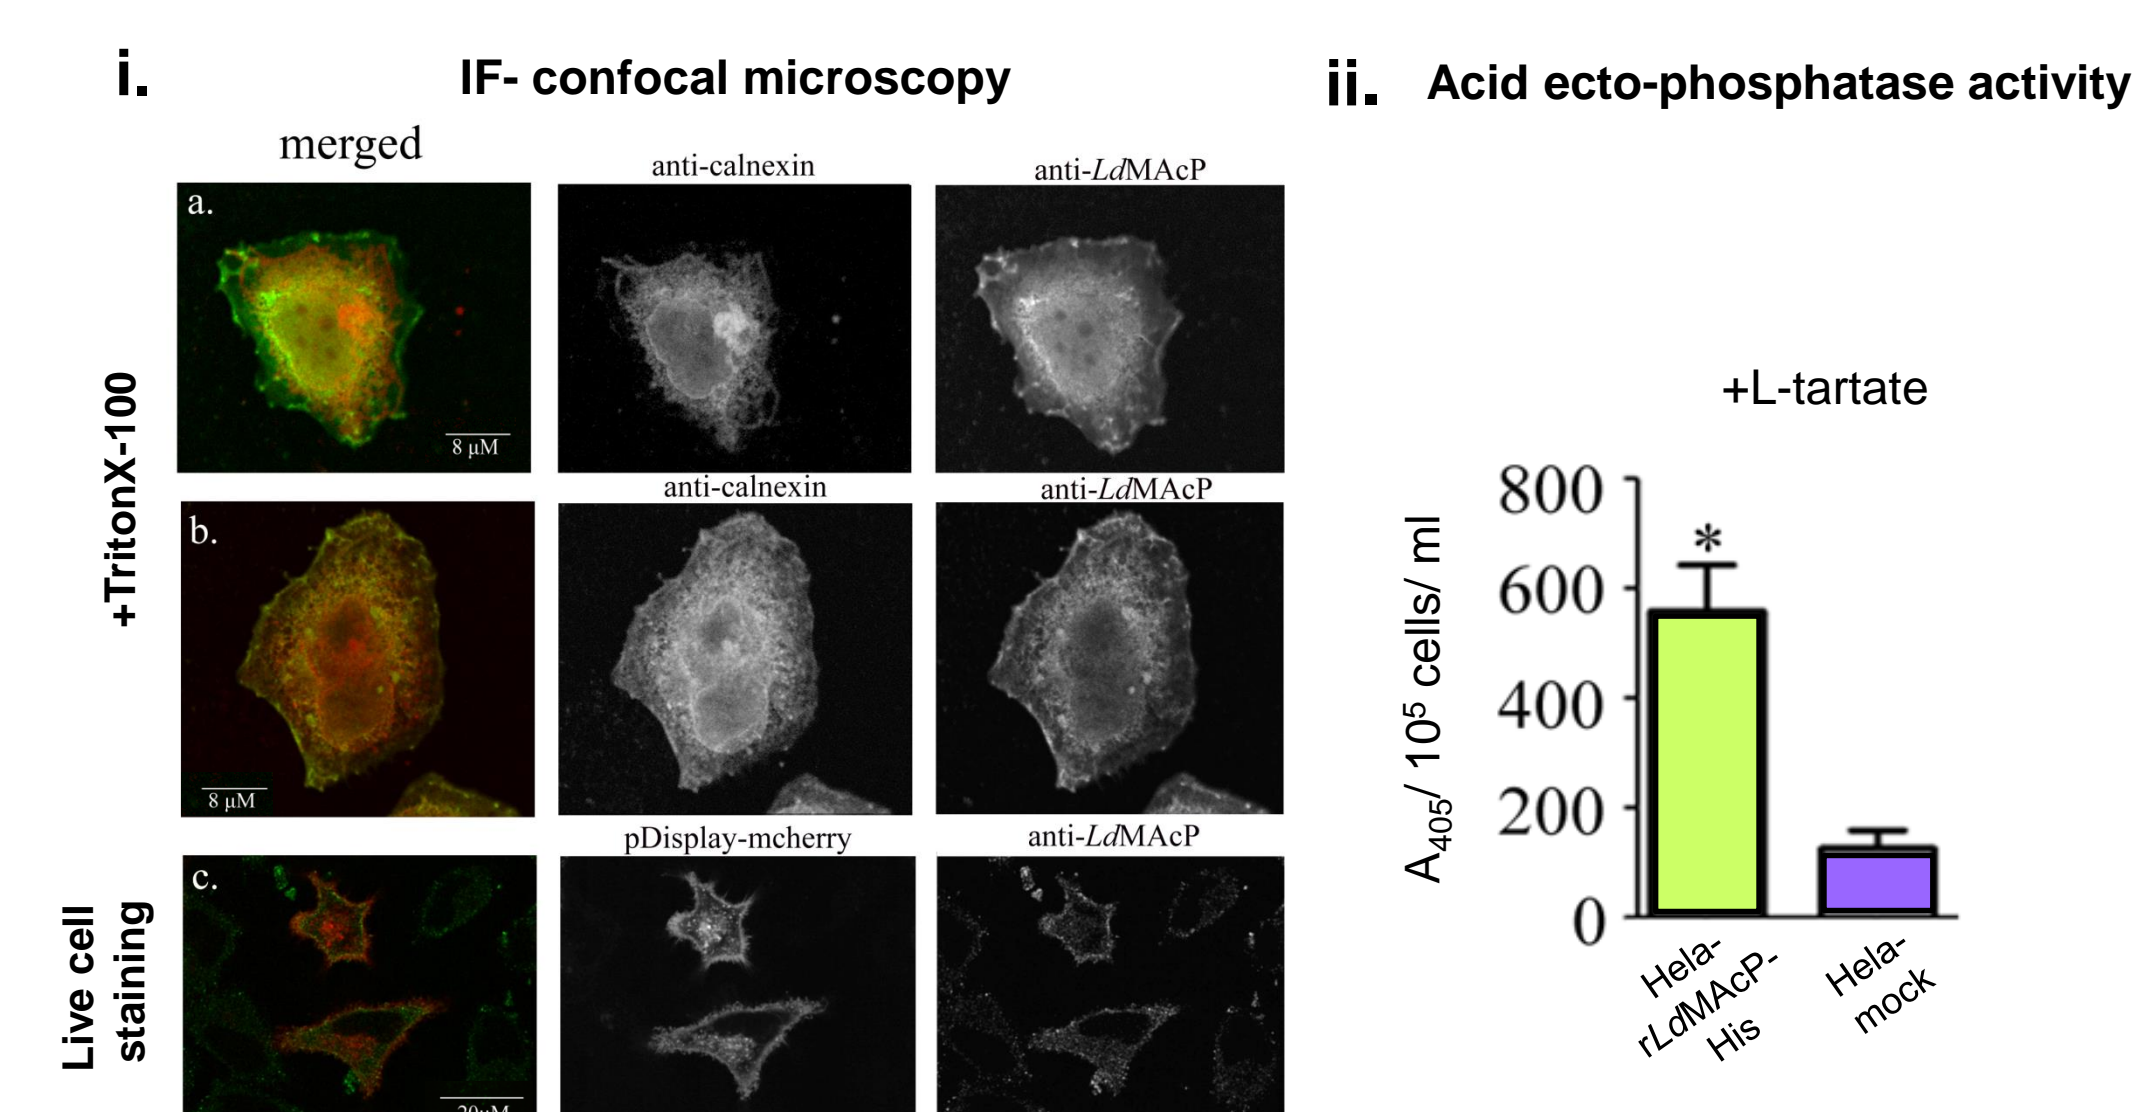 i.
IF- confocal microscopy
merged
anti-calnexin
anti-LdMAcP
a.
8 μM
anti-calnexin
anti-LdMAcP
b.
8 μM
+TritonX-100
pDisplay-mcherry
anti-LdMAcP
c.
20μM
Live cell
staining
ii.
Acid ecto-phosphatase activity
+L-tartate
A405/ 10⁵ cells/ ml
800
600
400
200
0
*
Hela-
rLdMAcP-
His
Hela-
mock